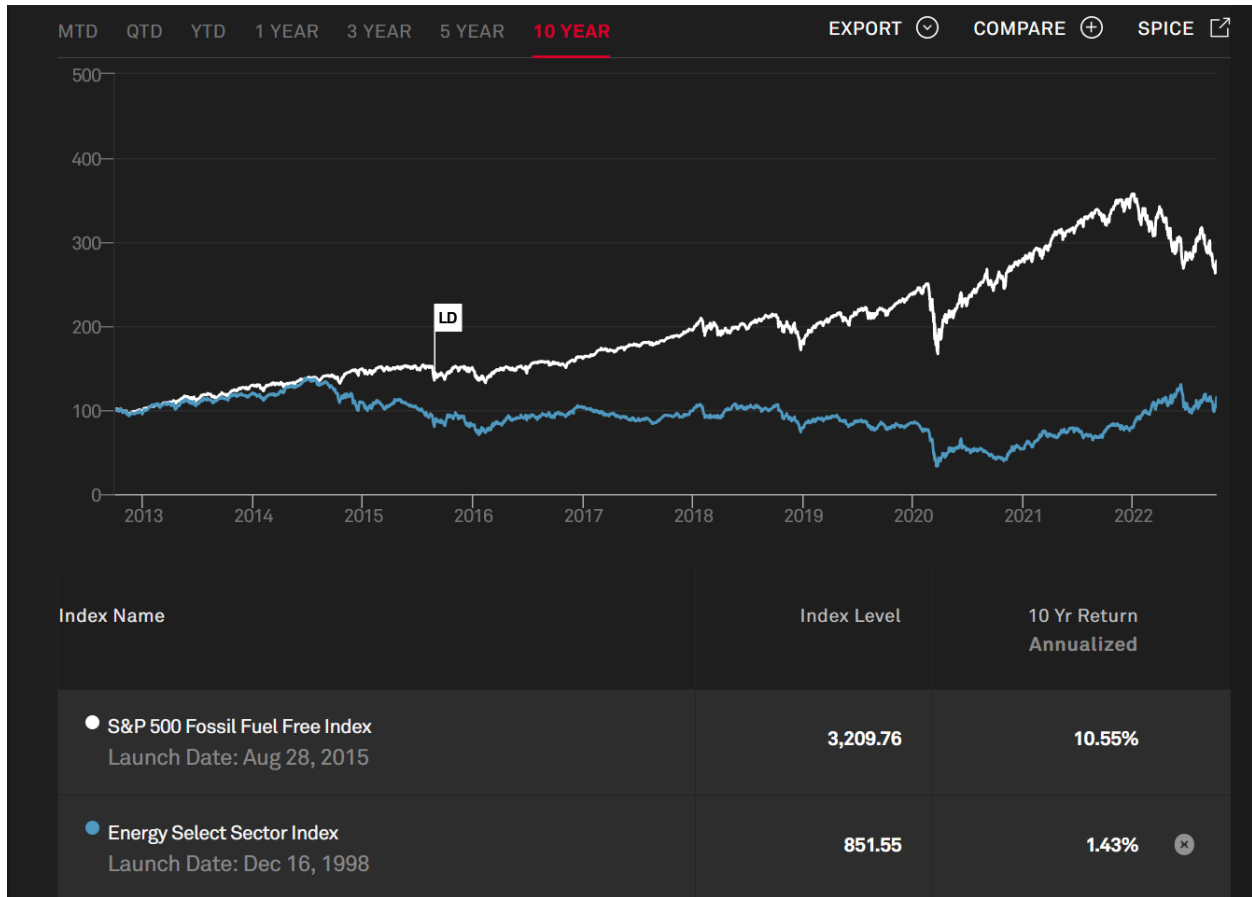 MTD QTD YTD 1 YEAR 3 YEAR 5 YEAR 10 YEAR EXPORT COMPARE SPICE
500
400
300
200
100
0
LD
2013 2014 2015 2016 2017 2018 2019 2020 2021 2022
Index Name Index Level 10 Yr Return
Annualized
S&P 500 Fossil Fuel Free Index 3,209.76 10.55%
Launch Date: Aug 28, 2015
Energy Select Sector Index 851.55 1.43%
Launch Date: Dec 16, 1998